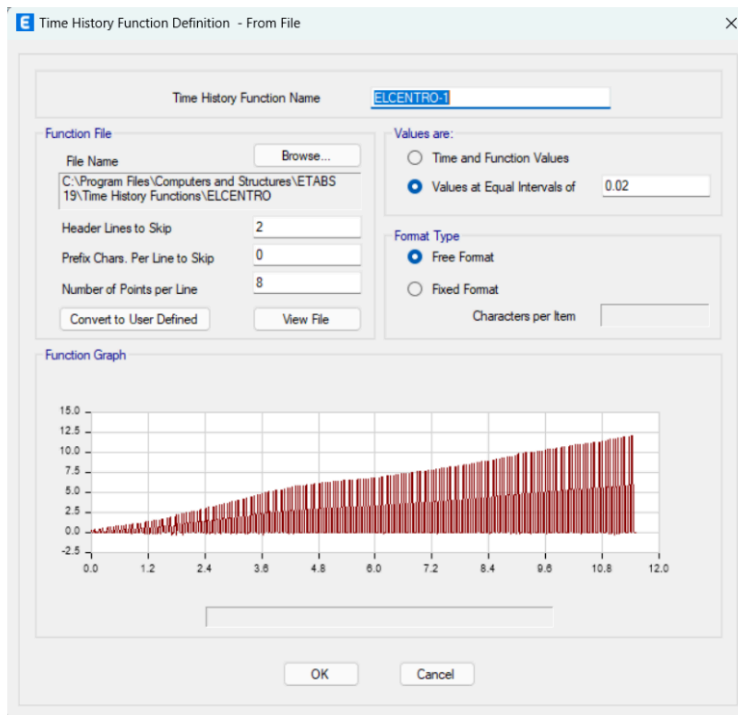 E Time History Function Definition - From File
Time History Function Name ELCENTRO-1
Function File
File Name Browse...
C:\Program Files\Computers and Structures\ETABS
19\Time History Functions\ELCENTRO
Header Lines to Skip 2
Prefix Chars. Per Line to Skip 0
Number of Points per Line 8
Convert to User Defined View File
Values are:
Time and Function Values
Values at Equal Intervals of 0.02
Format Type
Free Format
Fixed Format
Characters per Item
Function Graph
15.0
12.5
10.0
7.5
5.0
2.5
0.0
-2.5
0.0 1.2 2.4 3.6 4.8 6.0 7.2 8.4 9.6 10.8 12.0
OK Cancel